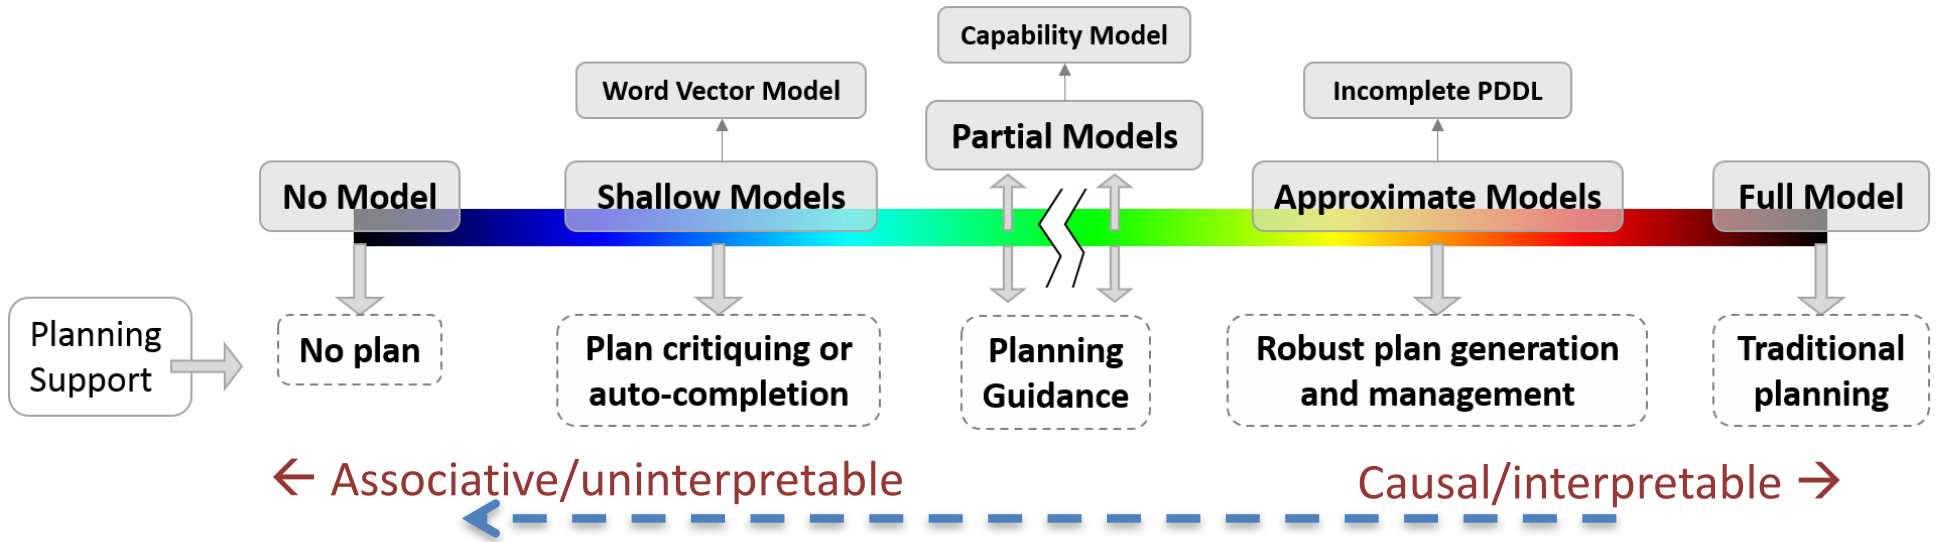 Capability Model
Word Vector Model
Incomplete PDDL
Partial Models
No Model
Shallow Models
Approximate Models
Full Model
Planning
Support
No plan
Plan critiquing or
auto-completion
Planning
Guidance
Robust plan generation
and management
Traditional
planning
← Associative/uninterpretable
Causal/interpretable →